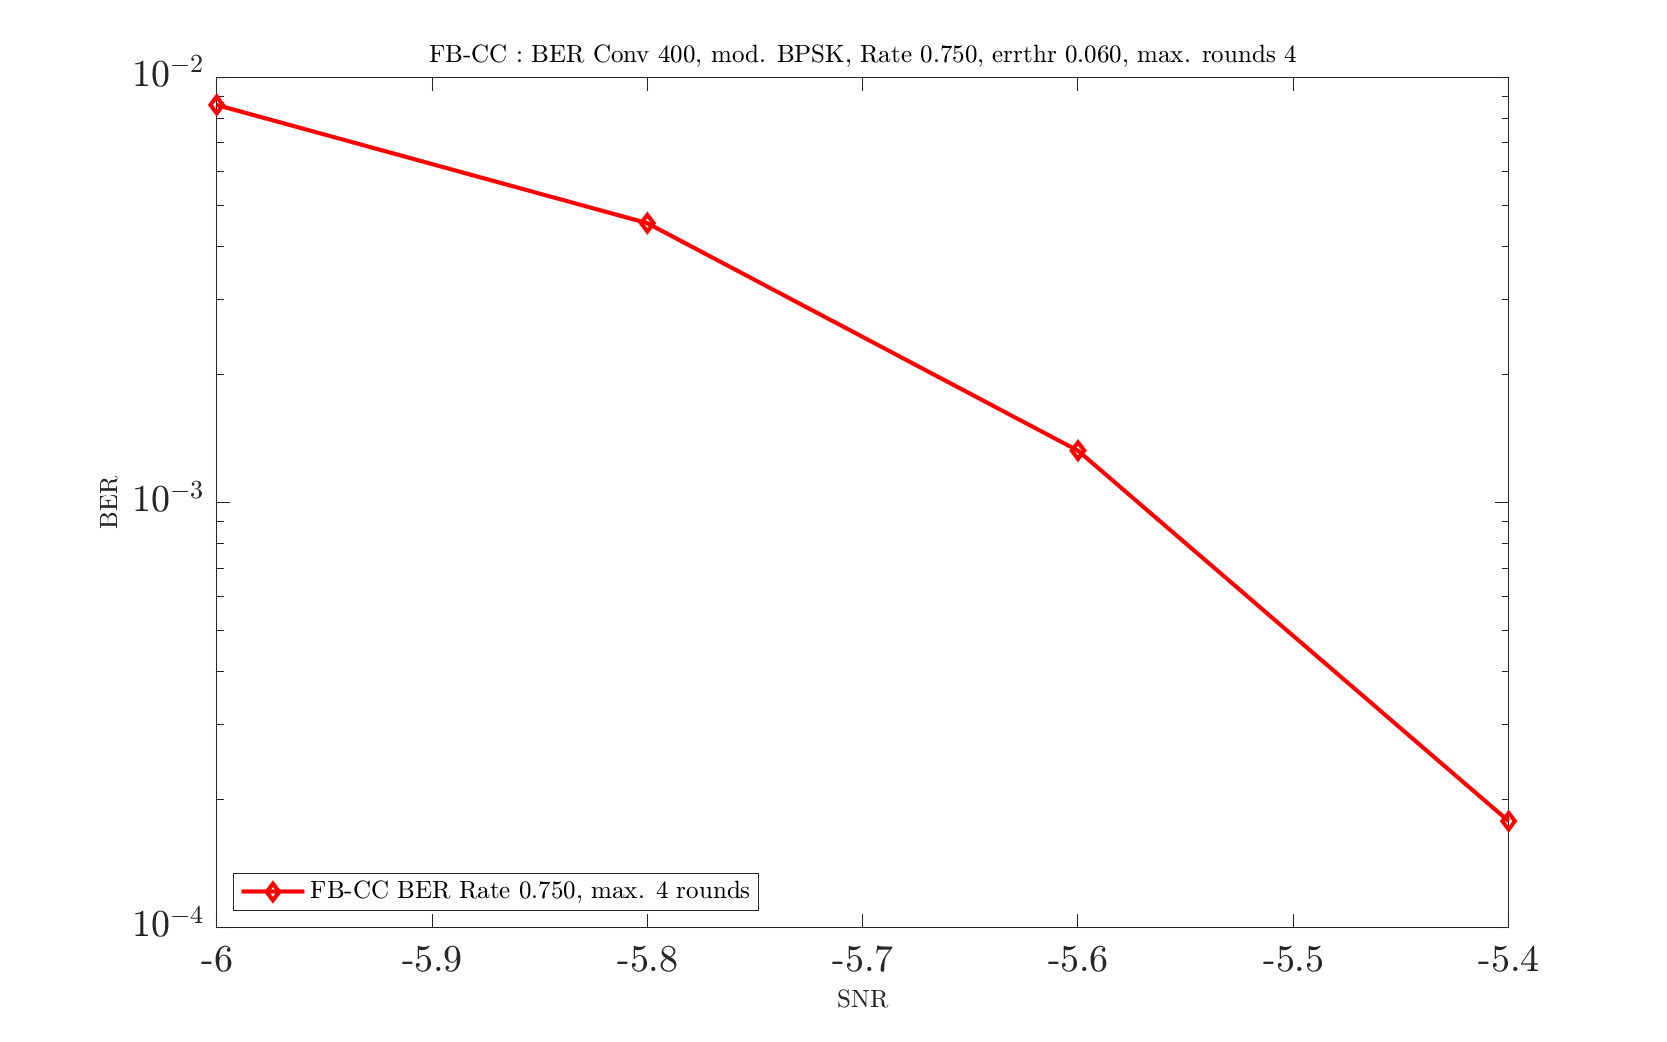 FB-CC : BER Conv 400, mod. BPSK, Rate 0.750, errthr 0.060, max. rounds 4
10^{-2}
10^{-3}
10^{-4}
BER
FB-CC BER Rate 0.750, max. 4 rounds
-6 -5.9 -5.8 -5.7 -5.6 -5.5 -5.4
SNR